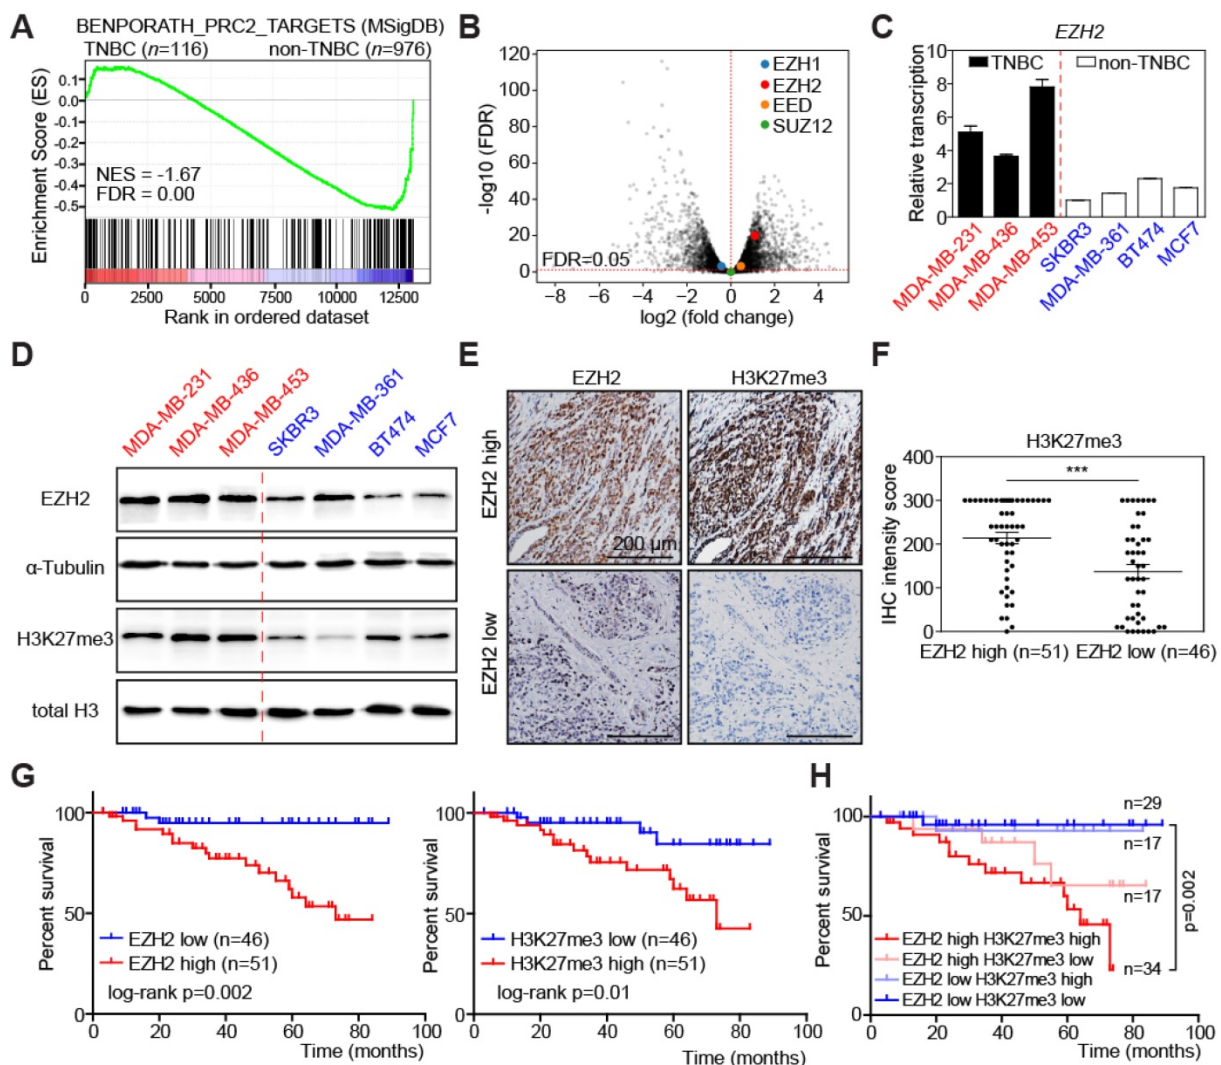 A
BENPORATH_PRC2_TARGETS (MSigDB)
TNBC (n=116) non-TNBC (n=976)
Enrichment Score (ES)
0.1
0.0
-0.1
-0.2
-0.3
-0.4
-0.5
NES = -1.67
FDR = 0.00
0 2500 5000 7500 10000 12500
Rank in ordered dataset
B
-log10 (FDR)
120
100
80
60
40
20
0
EZH1
EZH2
EED
SUZ12
FDR=0.05
−8 −6 −4 −2 0 2 4
log2 (fold change)
C
EZH2
Relative transcription
10
8
6
4
2
0
TNBC non-TNBC
MDA-MB-231
MDA-MB-436
MDA-MB-453
SKBR3
MDA-MB-361
BT474
MCF7
D
MDA-MB-231
MDA-MB-436
MDA-MB-453
SKBR3
MDA-MB-361
BT474
MCF7
EZH2
α-Tubulin
H3K27me3
total H3
E
EZH2 H3K27me3
EZH2 high
200 μm
EZH2 low
F
H3K27me3
IHC intensity score
400
300
200
100
0
***
EZH2 high (n=51) EZH2 low (n=46)
G
Percent survival
100
50
0
EZH2 low (n=46)
EZH2 high (n=51)
log-rank p=0.002
0 20 40 60 80 100
Time (months)
Percent survival
100
50
0
H3K27me3 low (n=46)
H3K27me3 high (n=51)
log-rank p=0.01
0 20 40 60 80 100
Time (months)
H
Percent survival
100
50
0
n=29
n=17
n=17
n=34
p=0.002
EZH2 high H3K27me3 high
EZH2 high H3K27me3 low
EZH2 low H3K27me3 high
EZH2 low H3K27me3 low
0 20 40 60 80 100
Time (months)